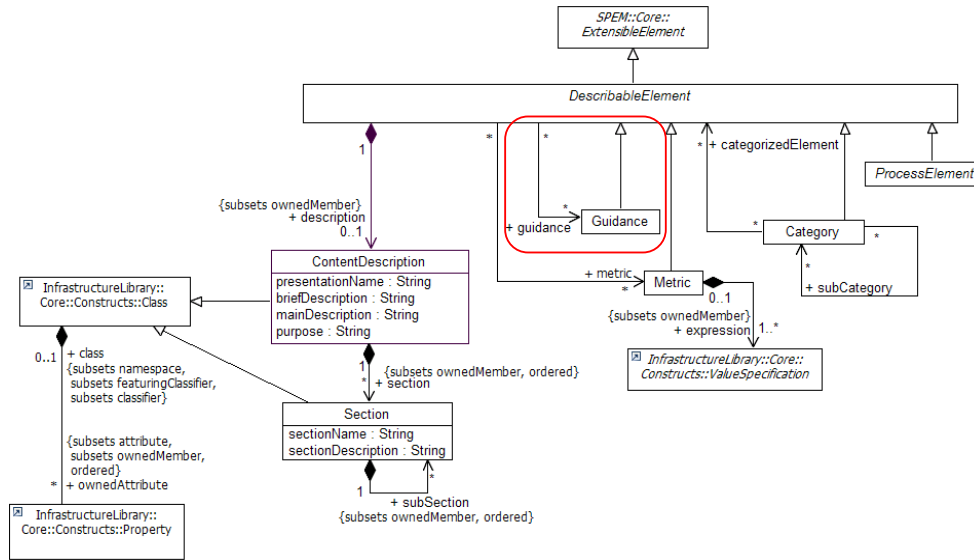 SPEM::Core::
ExtensibleElement
DescribableElement
1
*
*
* + categorizedElement
ProcessElement
{subsets ownedMember}
+ description
0..1
*
+ guidance
Guidance
*
Category
*
*
+ subCategory
ContentDescription
presentationName : String
briefDescription : String
mainDescription : String
purpose : String
InfrastructureLibrary::
Core::Constructs::Class
+ metric
*
Metric
0..1
{subsets ownedMember}
+ expression
1..*
InfrastructureLibrary::Core::
Constructs::ValueSpecification
0..1
+ class
{subsets namespace,
subsets featuringClassifier,
subsets classifier}
1
{subsets ownedMember, ordered}
*
+ section
Section
sectionName : String
sectionDescription : String
{subsets attribute,
subsets ownedMember,
ordered}
* + ownedAttribute
1
*
+ subSection
{subsets ownedMember, ordered}
InfrastructureLibrary::
Core::Constructs::Property